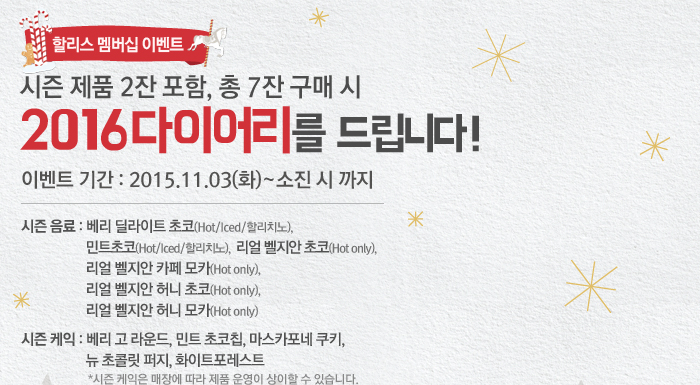 할리스 멤버십 이벤트
시즌 제품 2잔 포함, 총 7잔 구매 시
2016 다이어리를 드립니다!
이벤트 기간 : 2015.11.03(화)~소진 시 까지
시즌 음료 : 베리 딜라이트 초코(Hot/Iced/할리치노),
민트초코(Hot/Iced/할리치노), 리얼 벨지안 초코(Hot only),
리얼 벨지안 카페 모카(Hot only),
리얼 벨지안 허니 초코(Hot only),
리얼 벨지안 허니 모카(Hot only)
시즌 케익 : 베리 고 라운드, 민트 초코칩, 마스카포네 쿠키,
뉴 초콜릿 퍼지, 화이트포레스트
*시즌 케익은 매장에 따라 제품 운영이 상이할 수 있습니다.